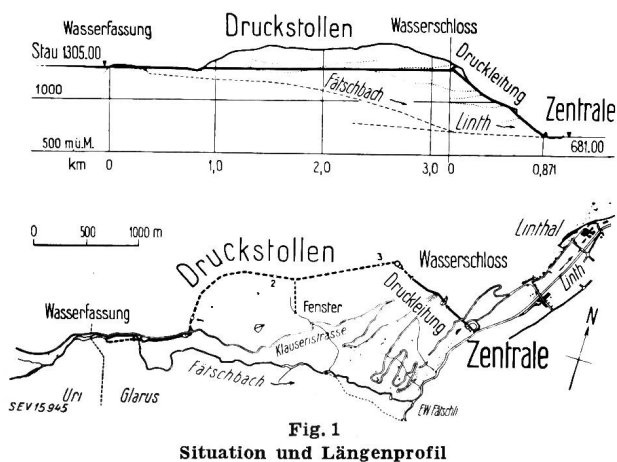 Wasserfassung
Druckstollen
Wasserschloss
Stau 1305.00
Druckleitung
1000
Fätschbach
Linth
Zentrale
500 m ü. M.
681.00
km 0 1,0 2,0 3,0 0 0,871
0 500 1000 m
Linthal
Druckstollen
3
Wasserschloss
Linth
2
Wasserfassung
Fenster
Druckleitung
Klausenstrasse
Zentrale
N
Fätschbach
Uri Glarus
EW Fätschli
SEV 15945
Fig. 1
Situation und Längenprofil